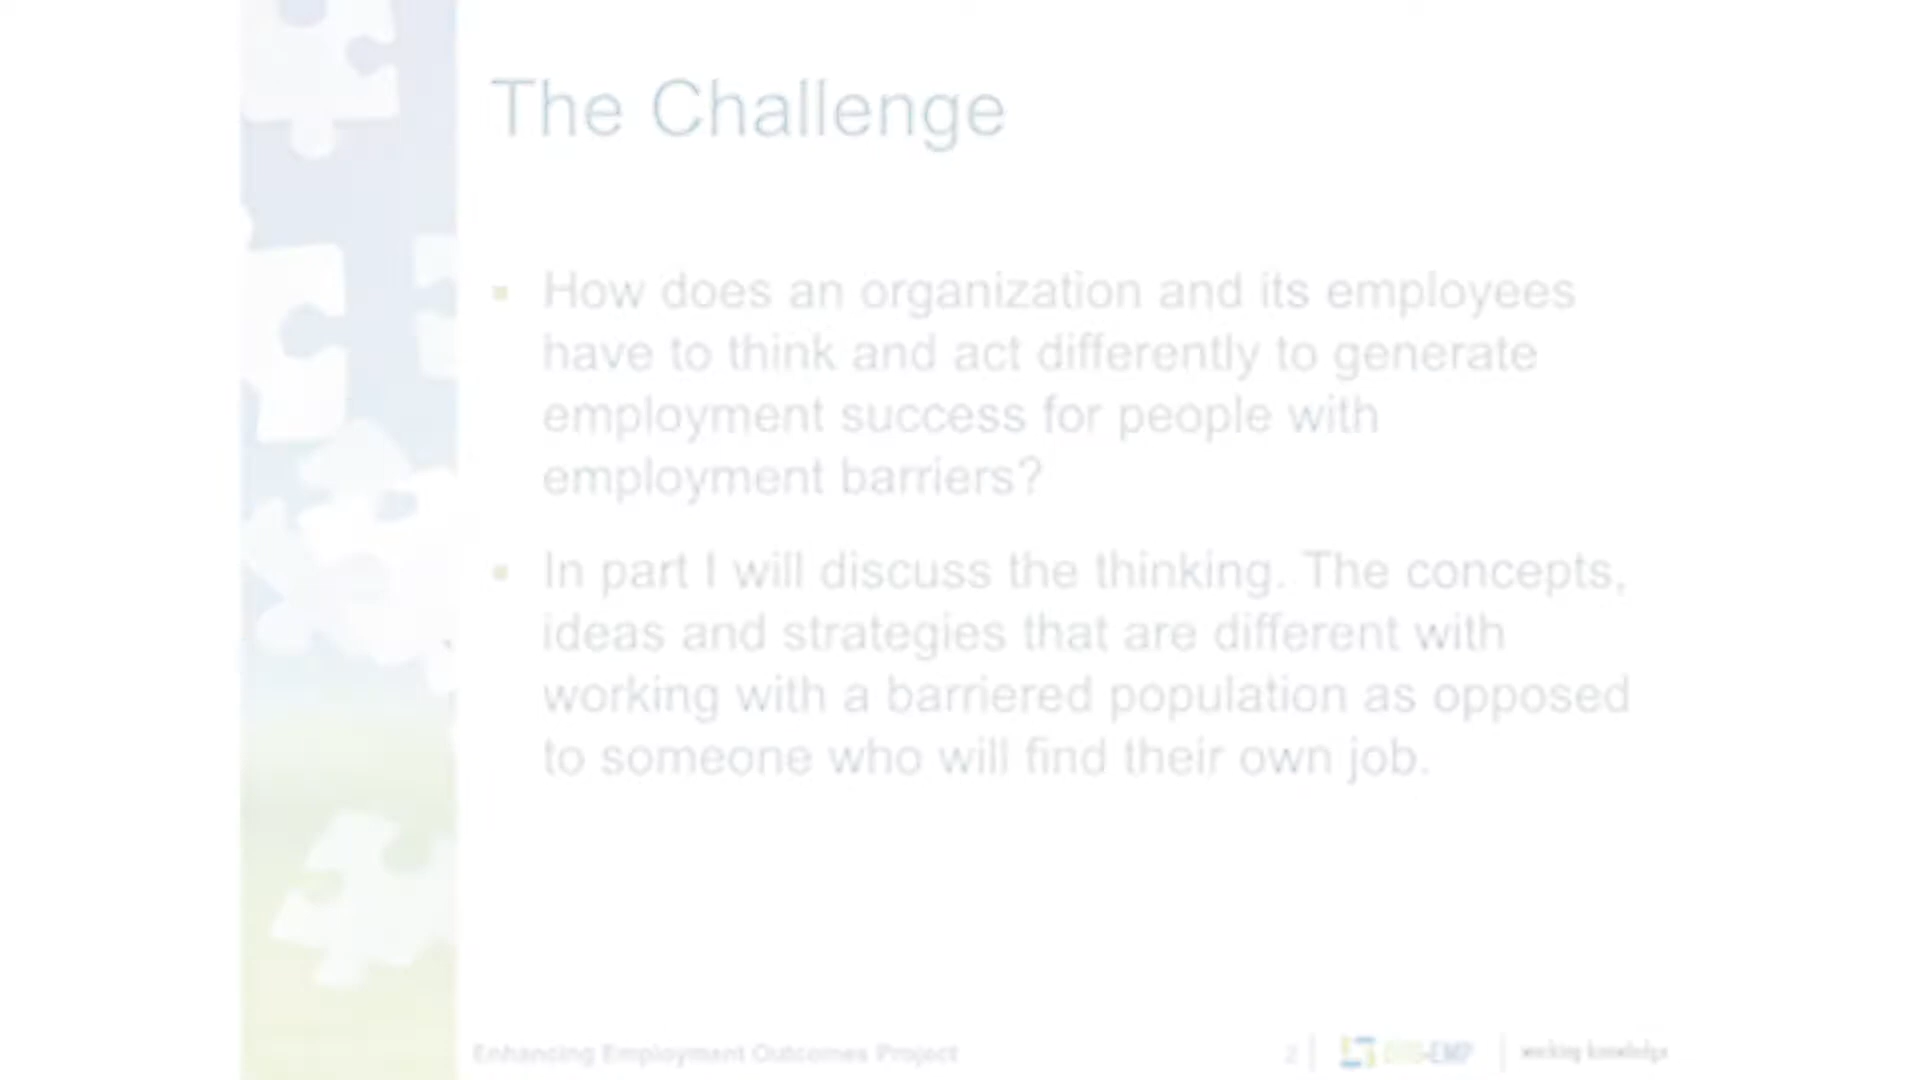 The Challenge
How does an organization and its employees
have to think and act differently to generate
employment success for people with
employment barriers?
In part I will discuss the thinking. The concepts,
ideas and strategies that are different with
working with a barriered population as opposed
to someone who will find their own job.
Enhancing Employment Outcomes Project
2
working knowledge